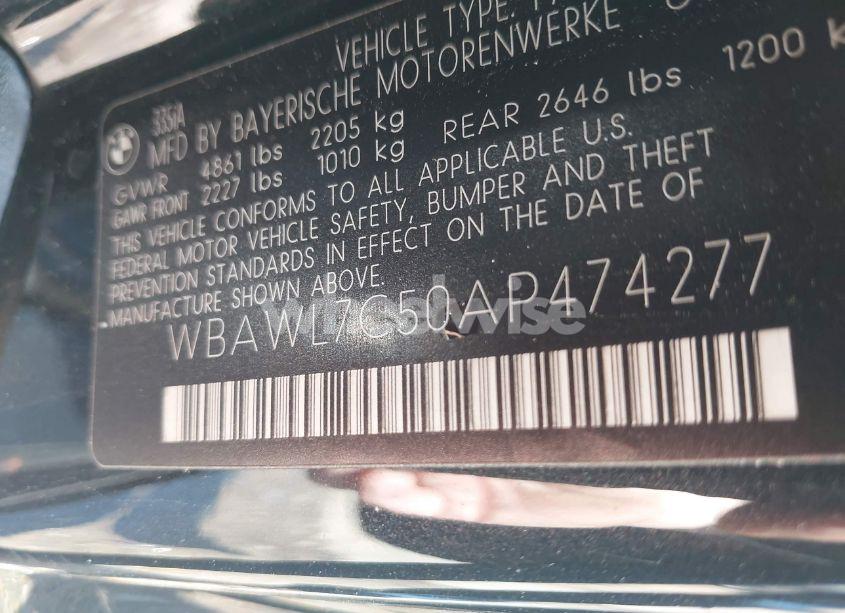 VEHICLE TYPE:
335iA
MFD BY BAYERISCHE MOTORENWERKE
GVWR 4861 lbs 2205 kg
GAWR FRONT 2227 lbs 1010 kg REAR 2646 lbs 1200
THIS VEHICLE CONFORMS TO ALL APPLICABLE U.S.
FEDERAL MOTOR VEHICLE SAFETY, BUMPER AND THEFT
PREVENTION STANDARDS IN EFFECT ON THE DATE OF
MANUFACTURE SHOWN ABOVE.
WBAWL7C50AP474277
wheelwise